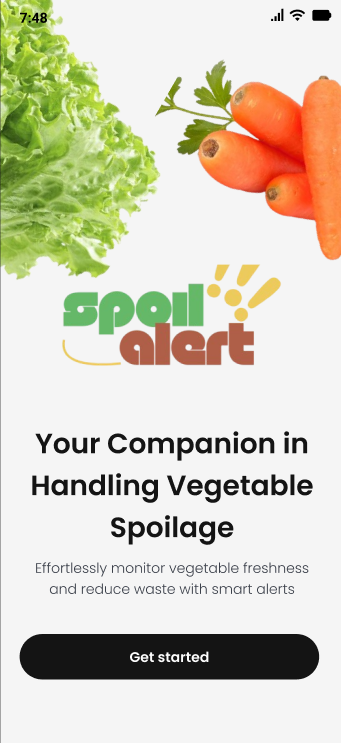 7:48
spoil
alert
Your Companion in
Handling Vegetable
Spoilage
Effortlessly monitor vegetable freshness
and reduce waste with smart alerts
Get started